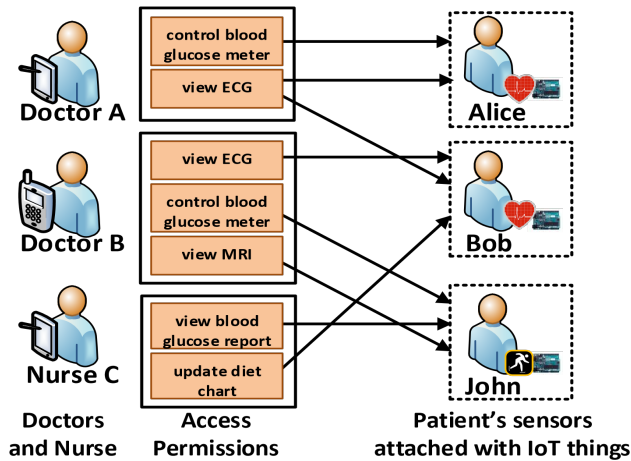 control blood
glucose meter
view ECG
Doctor A
Alice
view ECG
control blood
glucose meter
view MRI
Doctor B
Bob
view blood
glucose report
update diet
chart
Nurse C
John
Doctors
and Nurse
Access
Permissions
Patient's sensors
attached with IoT things